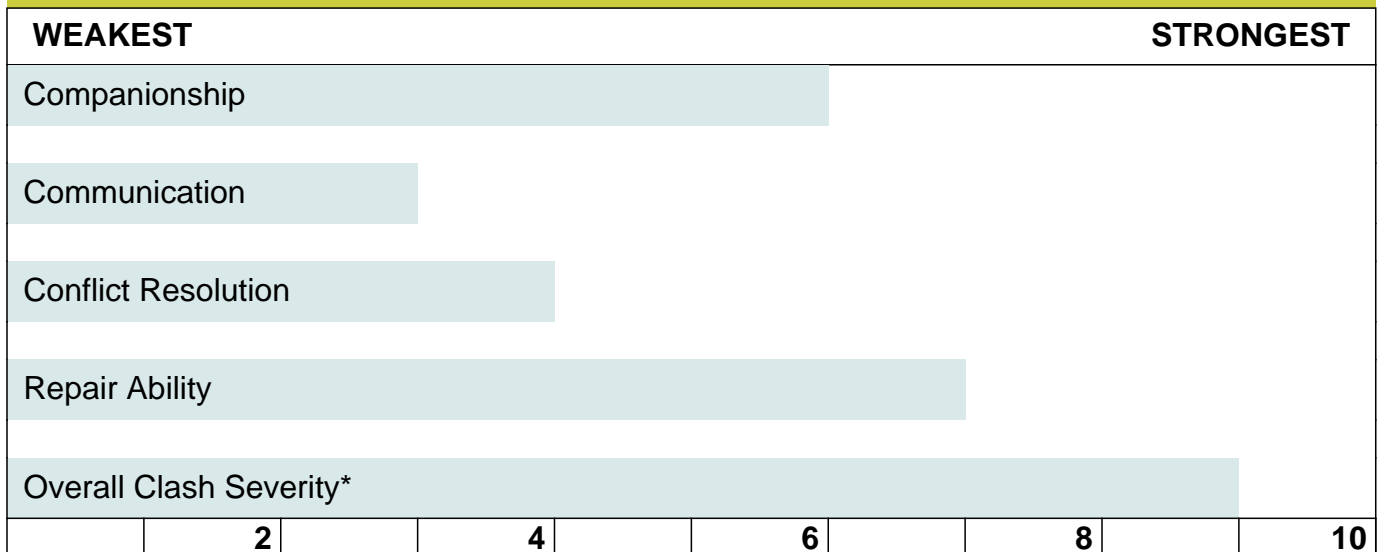 WEAKEST STRONGEST
Companionship
Communication
Conflict Resolution
Repair Ability
Overall Clash Severity*
2 4 6 8 10